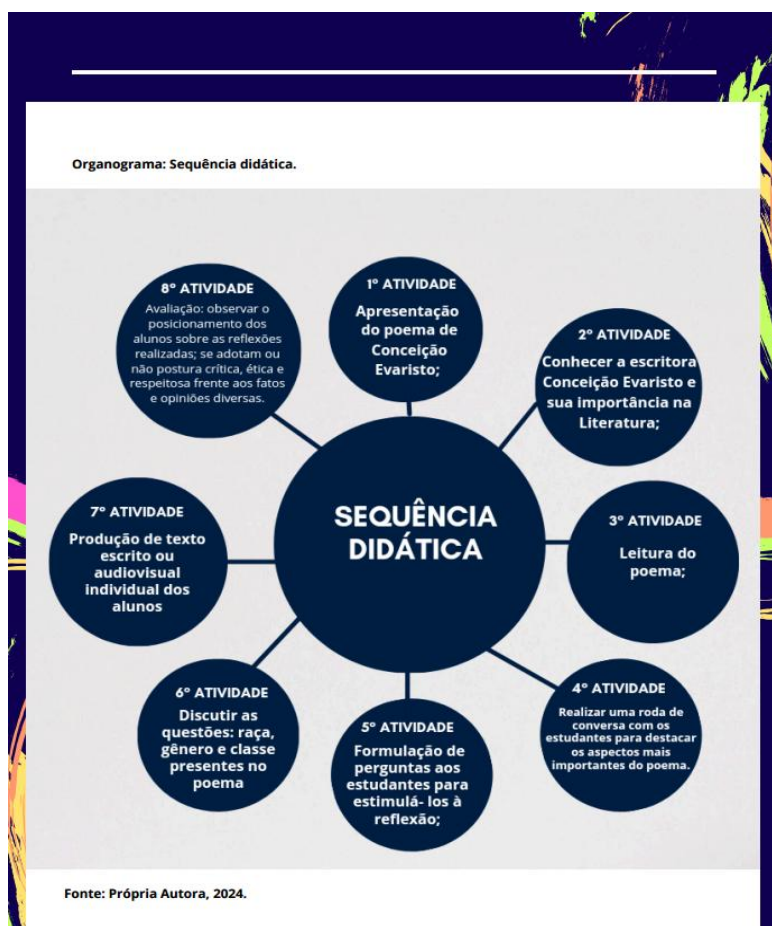 Organograma: Sequência didática.
8º ATIVIDADE
Avaliação: observar o
posicionamento dos
alunos sobre as reflexões
realizadas; se adotam ou
não postura crítica, ética e
respeitosa frente aos fatos
e opiniões diversas.
1º ATIVIDADE
Apresentação
do poema de
Conceição
Evaristo;
2º ATIVIDADE
Conhecer a escritora
Conceição Evaristo e
sua importância na
Literatura;
SEQUÊNCIA
DIDÁTICA
7º ATIVIDADE
Produção de texto
escrito ou
audiovisual
individual dos
alunos
3º ATIVIDADE
Leitura do
poema;
6º ATIVIDADE
Discutir as
questões: raça,
gênero e classe
presentes no
poema
5º ATIVIDADE
Formulação de
perguntas aos
estudantes para
estimulá- los à
reflexão;
4º ATIVIDADE
Realizar uma roda de
conversa com os
estudantes para destacar
os aspectos mais
importantes do poema.
Fonte: Própria Autora, 2024.